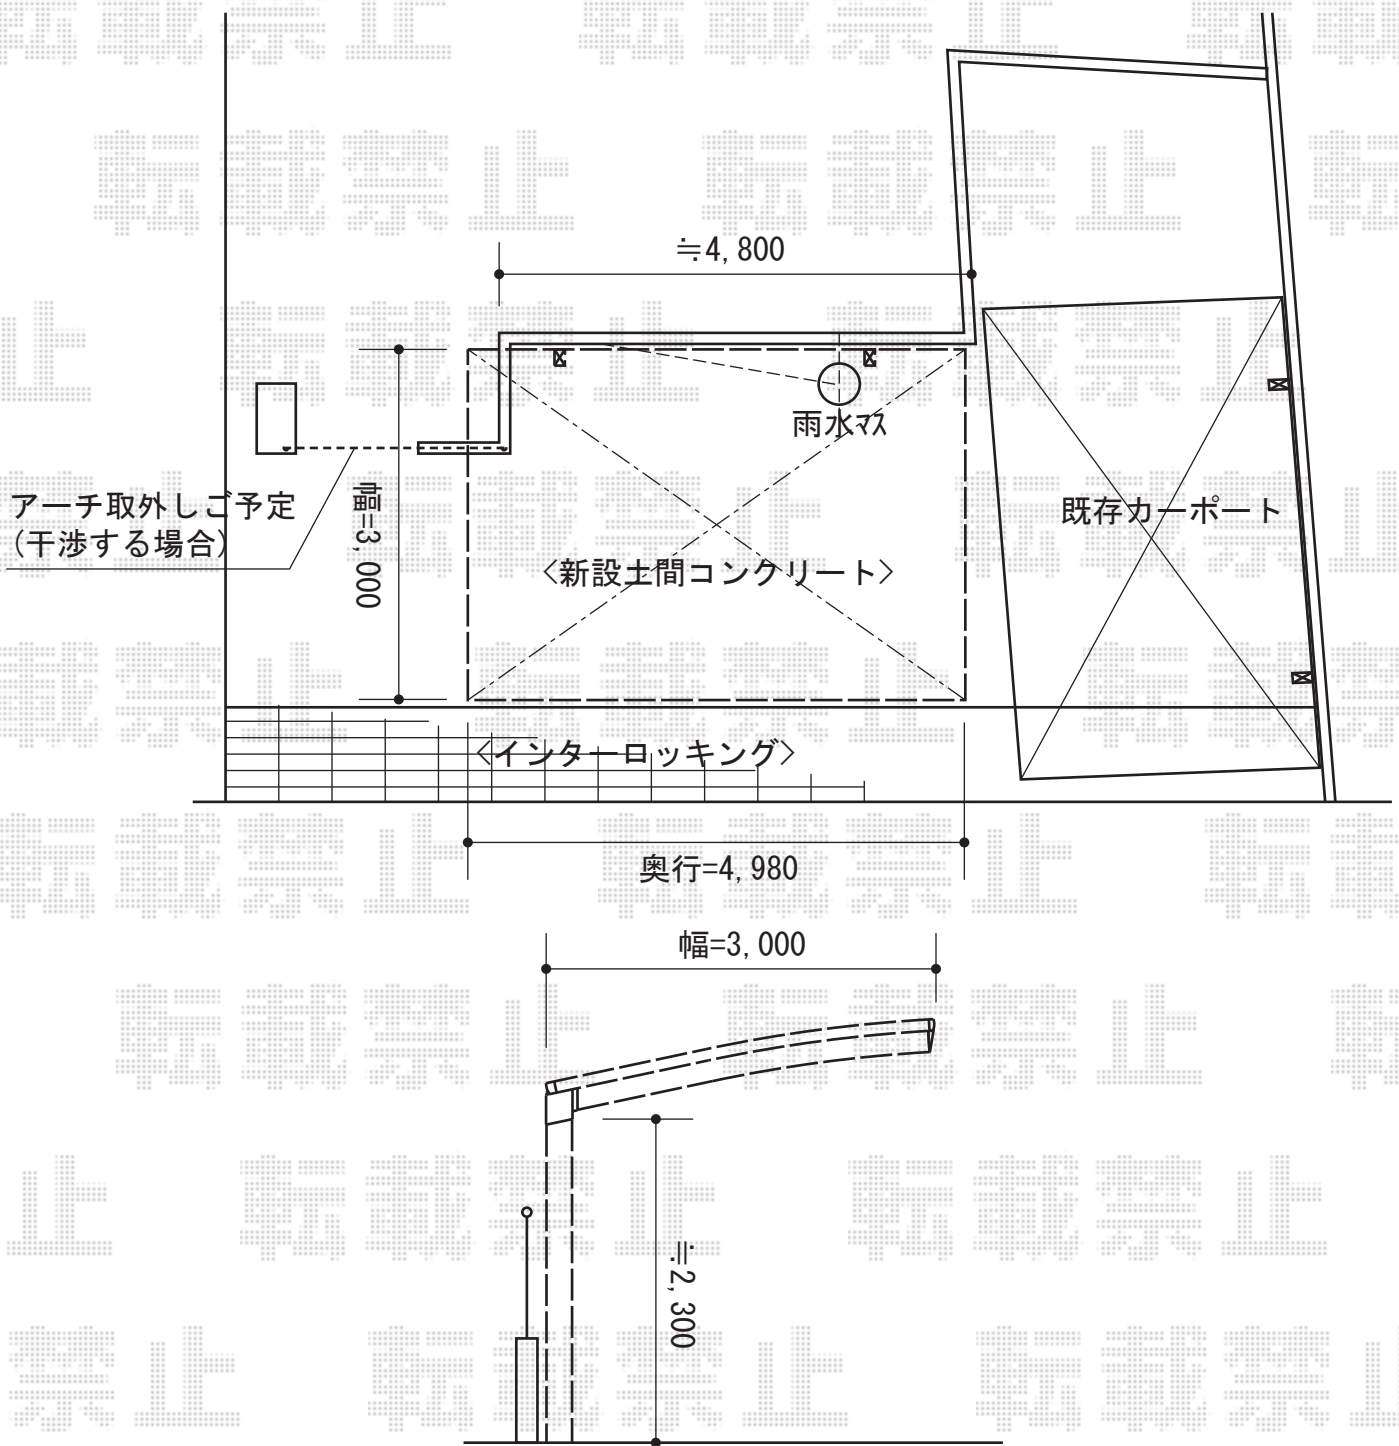 ≒4,800
雨水マス
アーチ取外しご予定
(干渉する場合)
幅=3,000
既存カーポート
<新設土間コンクリート>
<インターロッキング>
奥行=4,980
幅=3,000
≒2,300
転載禁止